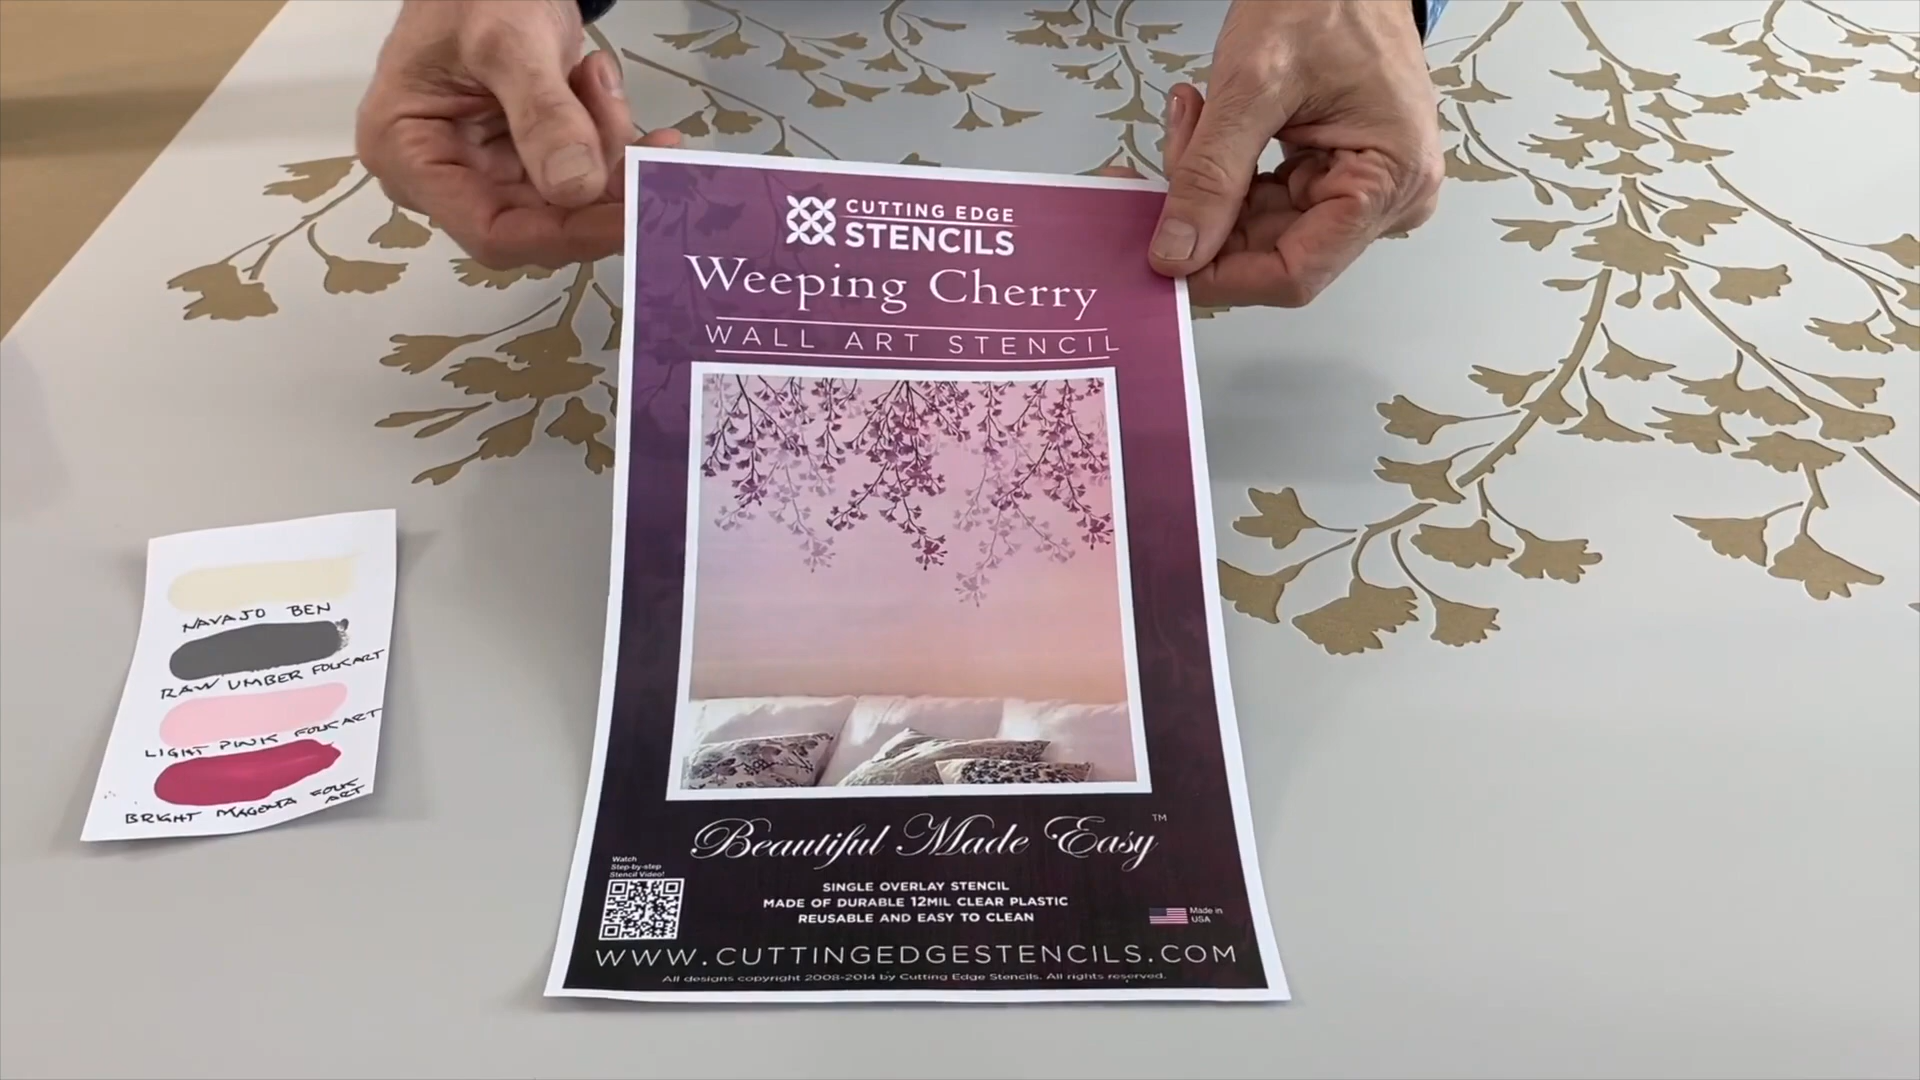 CUTTING EDGE
STENCILS
Weeping Cherry
WALL ART STENCIL
Beautiful Made Easy™
Watch
Step-by-step
Stencil Video!
SINGLE OVERLAY STENCIL
MADE OF DURABLE 12MIL CLEAR PLASTIC
REUSABLE AND EASY TO CLEAN
Made in
USA
WWW.CUTTINGEDGESTENCILS.COM
All designs copyright 2008-2014 by Cutting Edge Stencils. All rights reserved.
NAVAJO BEN
RAW UMBER FOLKART
LIGHT PINK FOLKART
BRIGHT MAGENTA FOLK
ART